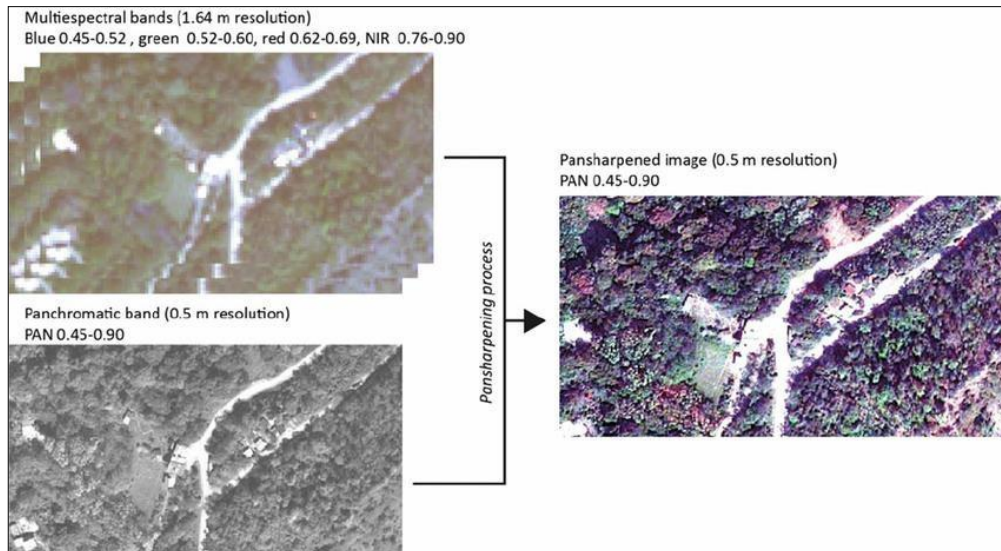 Multiespectral bands (1.64 m resolution)
Blue 0.45-0.52 , green 0.52-0.60, red 0.62-0.69, NIR 0.76-0.90
Panchromatic band (0.5 m resolution)
PAN 0.45-0.90
Pansharpening process
Pansharpened image (0.5 m resolution)
PAN 0.45-0.90